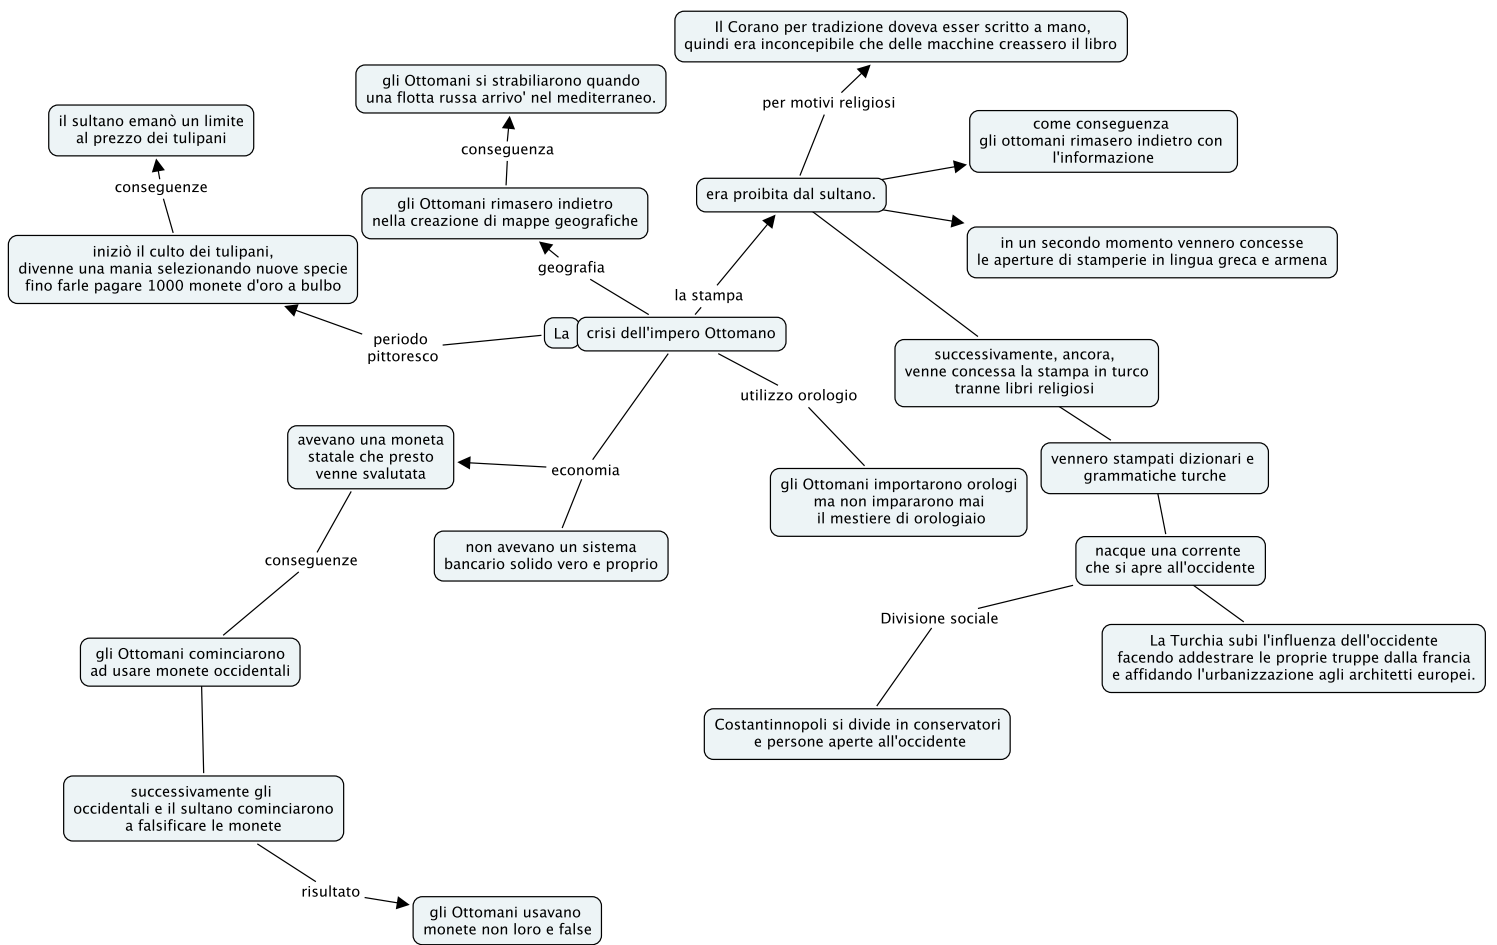 Il Corano per tradizione doveva esser scritto a mano,
quindi era inconcepibile che delle macchine creassero il libro
gli Ottomani si strabiliarono quando
una flotta russa arrivo' nel mediterraneo.
per motivi religiosi
il sultano emanò un limite
al prezzo dei tulipani
come conseguenza
gli ottomani rimasero indietro con
l'informazione
conseguenza
conseguenze
era proibita dal sultano.
gli Ottomani rimasero indietro
nella creazione di mappe geografiche
iniziò il culto dei tulipani,
divenne una mania selezionando nuove specie
fino farle pagare 1000 monete d'oro a bulbo
in un secondo momento vennero concesse
le aperture di stamperie in lingua greca e armena
geografia
la stampa
periodo
pittoresco
La
crisi dell'impero Ottomano
successivamente, ancora,
venne concessa la stampa in turco
tranne libri religiosi
utilizzo orologio
avevano una moneta
statale che presto
venne svalutata
economia
vennero stampati dizionari e
grammatiche turche
gli Ottomani importarono orologi
ma non impararono mai
il mestiere di orologiaio
non avevano un sistema
bancario solido vero e proprio
conseguenze
nacque una corrente
che si apre all'occidente
Divisione sociale
La Turchia subi l'influenza dell'occidente
facendo addestrare le proprie truppe dalla francia
e affidando l'urbanizzazione agli architetti europei.
gli Ottomani cominciarono
ad usare monete occidentali
Costantinnopoli si divide in conservatori
e persone aperte all'occidente
successivamente gli
occidentali e il sultano cominciarono
a falsificare le monete
risultato
gli Ottomani usavano
monete non loro e false